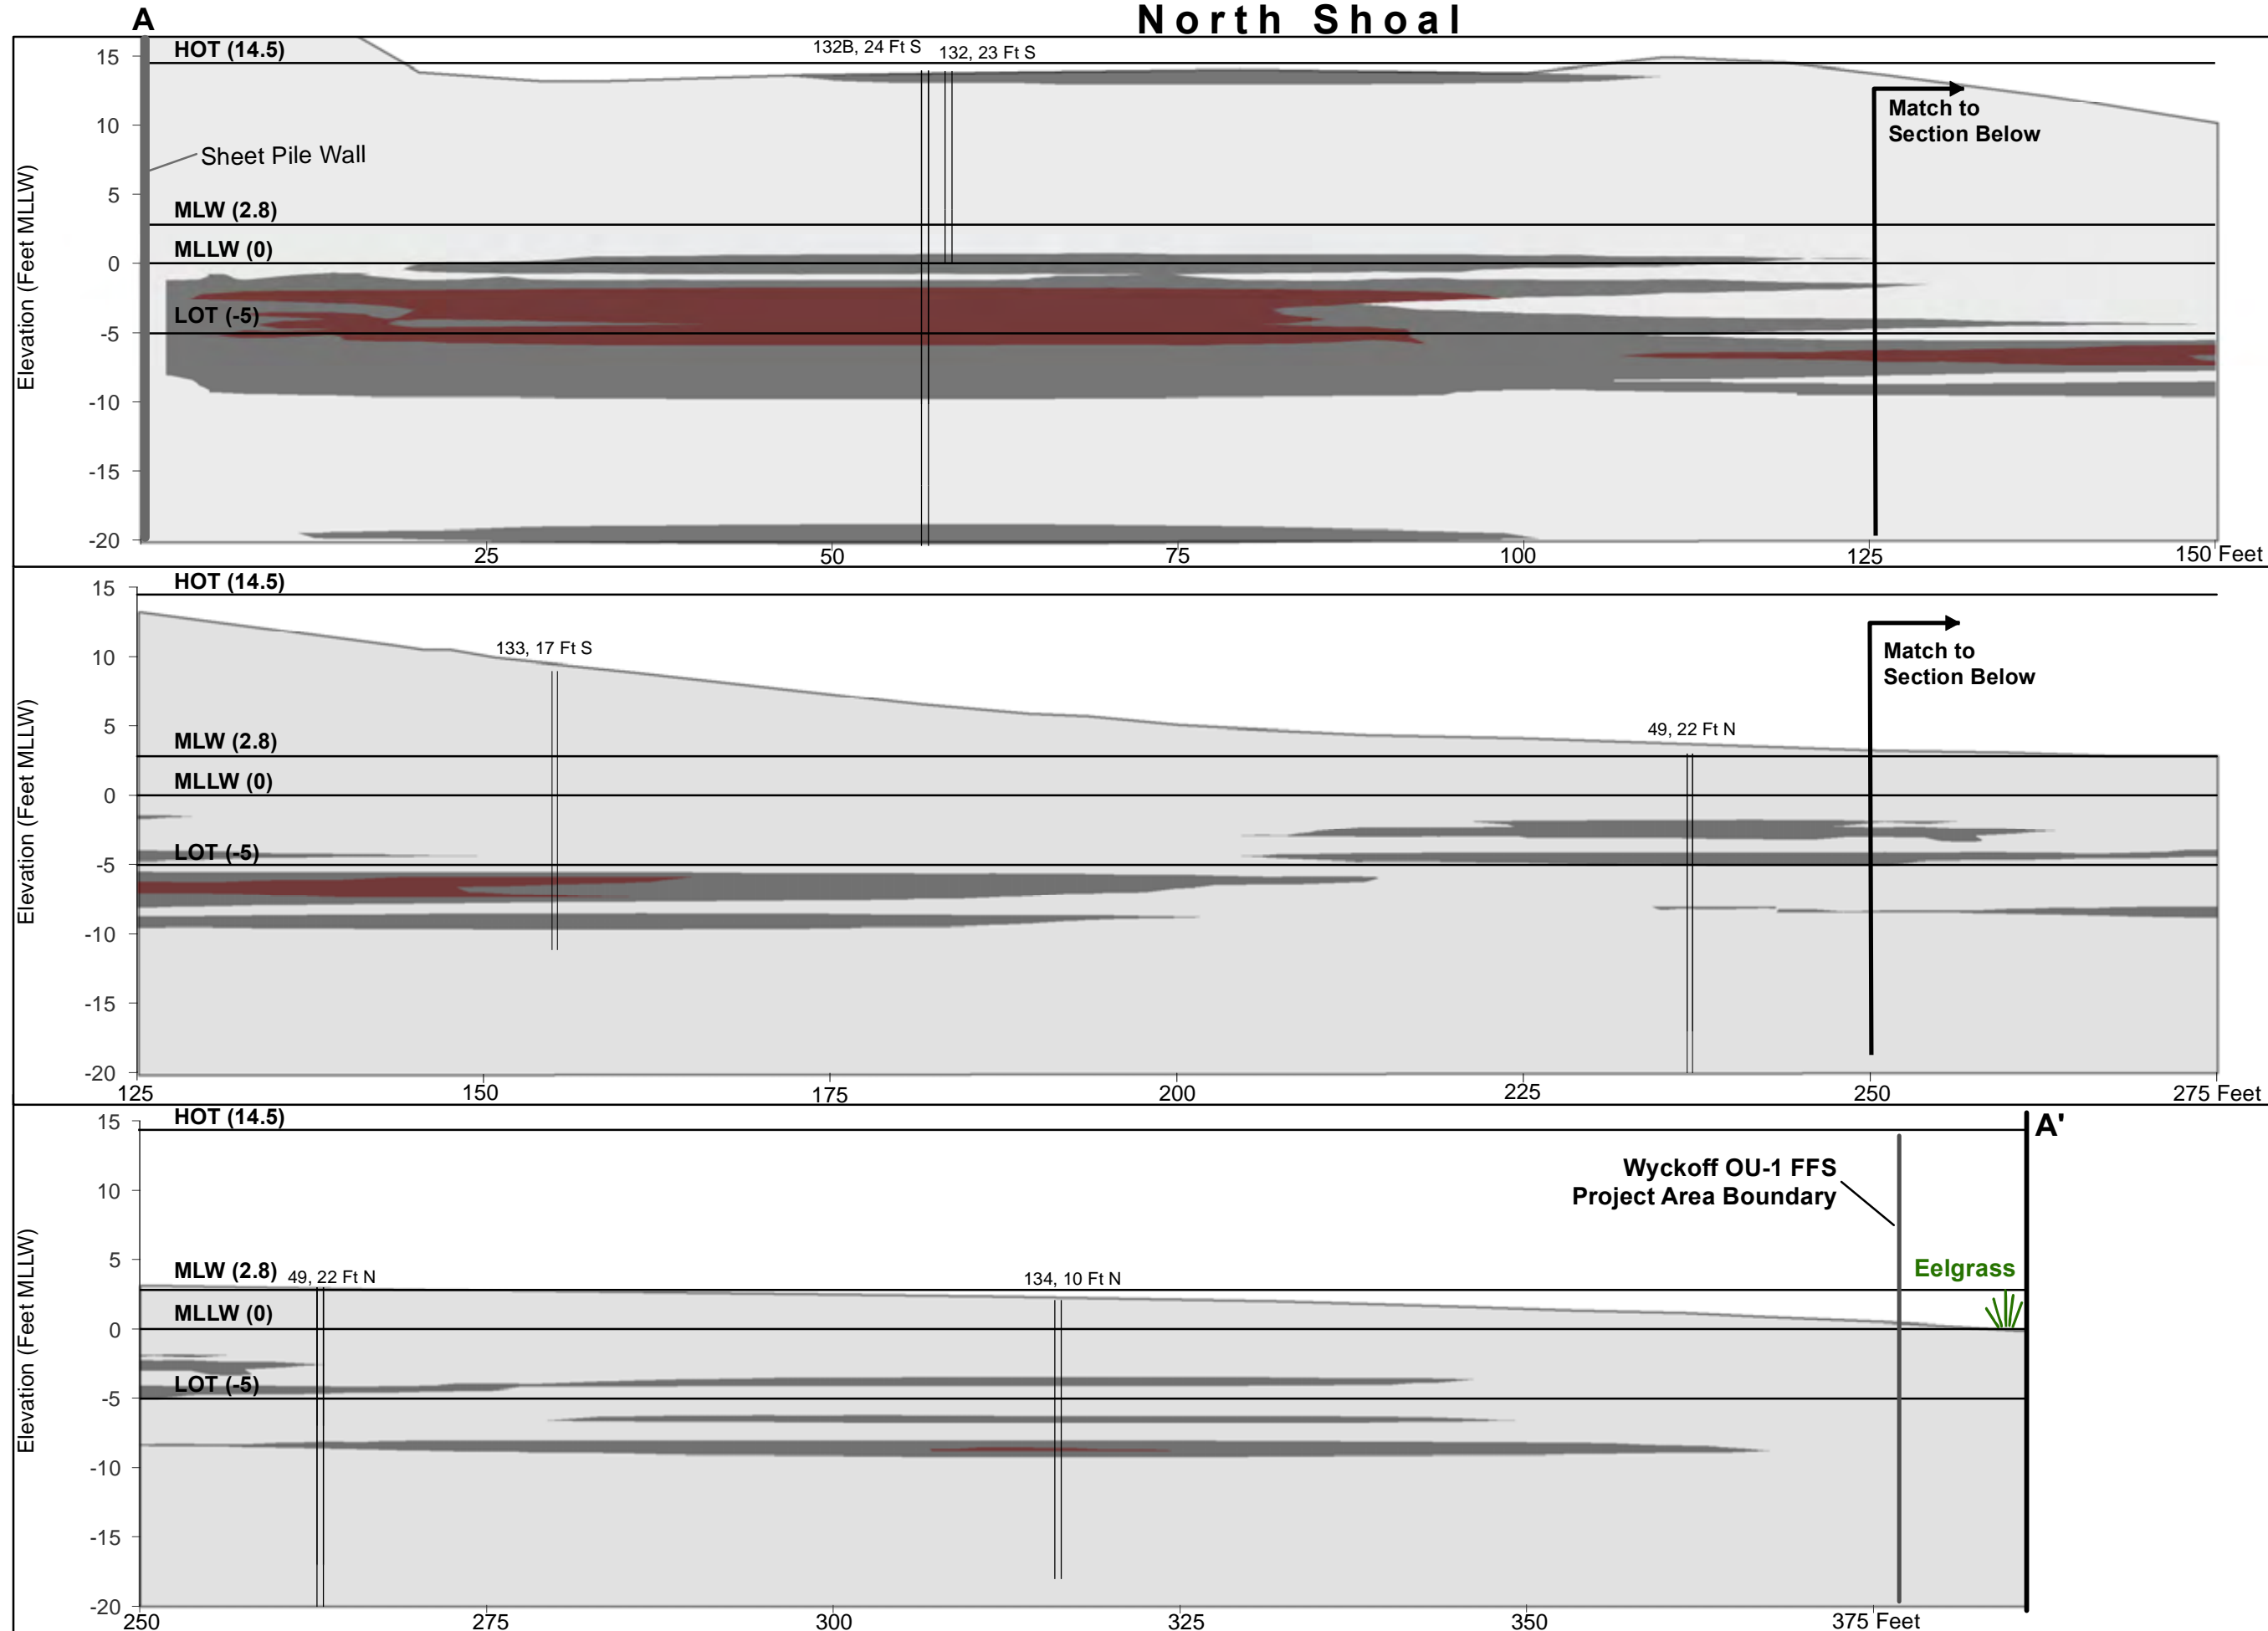 North Shoal
A
HOT (14.5)
132B, 24 Ft S
132, 23 Ft S
Match to
Section Below
Sheet Pile Wall
MLW (2.8)
MLLW (0)
LOT (-5)
Elevation (Feet MLLW)
15
10
5
0
-5
-10
-15
-20
25
50
75
100
125
150 Feet
HOT (14.5)
133, 17 Ft S
49, 22 Ft N
Match to
Section Below
MLW (2.8)
MLLW (0)
LOT (-5)
Elevation (Feet MLLW)
15
10
5
0
-5
-10
-15
-20
125
150
175
200
225
250
275 Feet
HOT (14.5)
A'
Wyckoff OU-1 FFS
Project Area Boundary
Eelgrass
MLW (2.8)
49, 22 Ft N
134, 10 Ft N
MLLW (0)
LOT (-5)
Elevation (Feet MLLW)
15
10
5
0
-5
-10
-15
-20
250
275
300
325
350
375 Feet